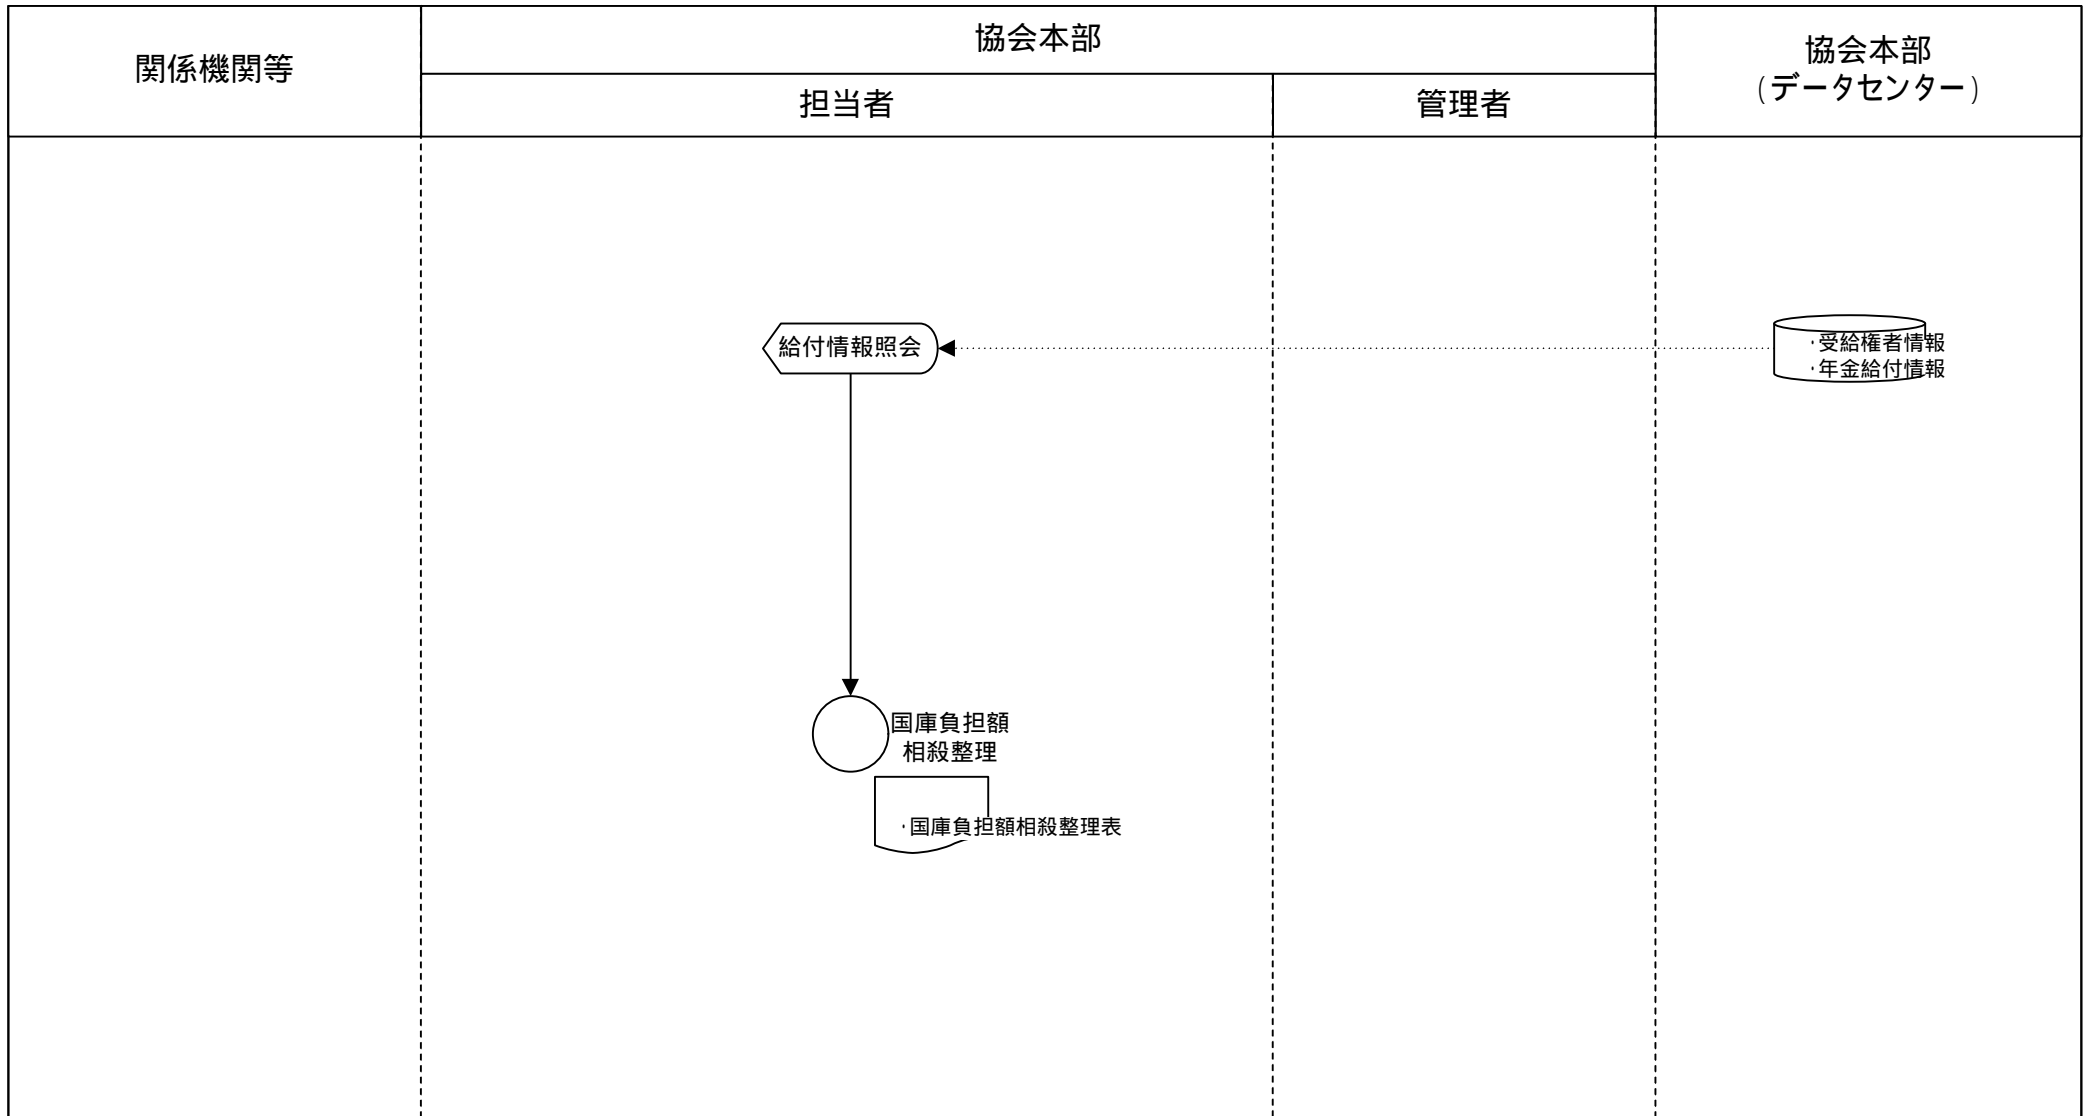 関係機関等
協会本部
担当者
管理者
協会本部
(データセンター)
給付情報照会
・受給権者情報
・年金給付情報
国庫負担額
相殺整理
・国庫負担額相殺整理表